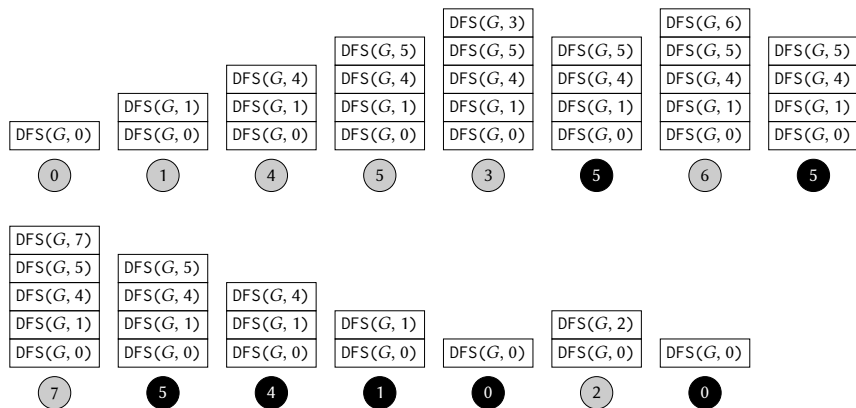 DFS(G, 3) DFS(G, 6)
DFS(G, 5) DFS(G, 5) DFS(G, 5) DFS(G, 5) DFS(G, 5)
DFS(G, 4) DFS(G, 4) DFS(G, 4) DFS(G, 4) DFS(G, 4) DFS(G, 4)
DFS(G, 1) DFS(G, 1) DFS(G, 1) DFS(G, 1) DFS(G, 1) DFS(G, 1) DFS(G, 1)
DFS(G, 0) DFS(G, 0) DFS(G, 0) DFS(G, 0) DFS(G, 0) DFS(G, 0) DFS(G, 0) DFS(G, 0)
0 1 4 5 3 5 6 5
DFS(G, 7)
DFS(G, 5) DFS(G, 5)
DFS(G, 4) DFS(G, 4) DFS(G, 4)
DFS(G, 1) DFS(G, 1) DFS(G, 1) DFS(G, 1) DFS(G, 2)
DFS(G, 0) DFS(G, 0) DFS(G, 0) DFS(G, 0) DFS(G, 0) DFS(G, 0) DFS(G, 0)
7 5 4 1 0 2 0